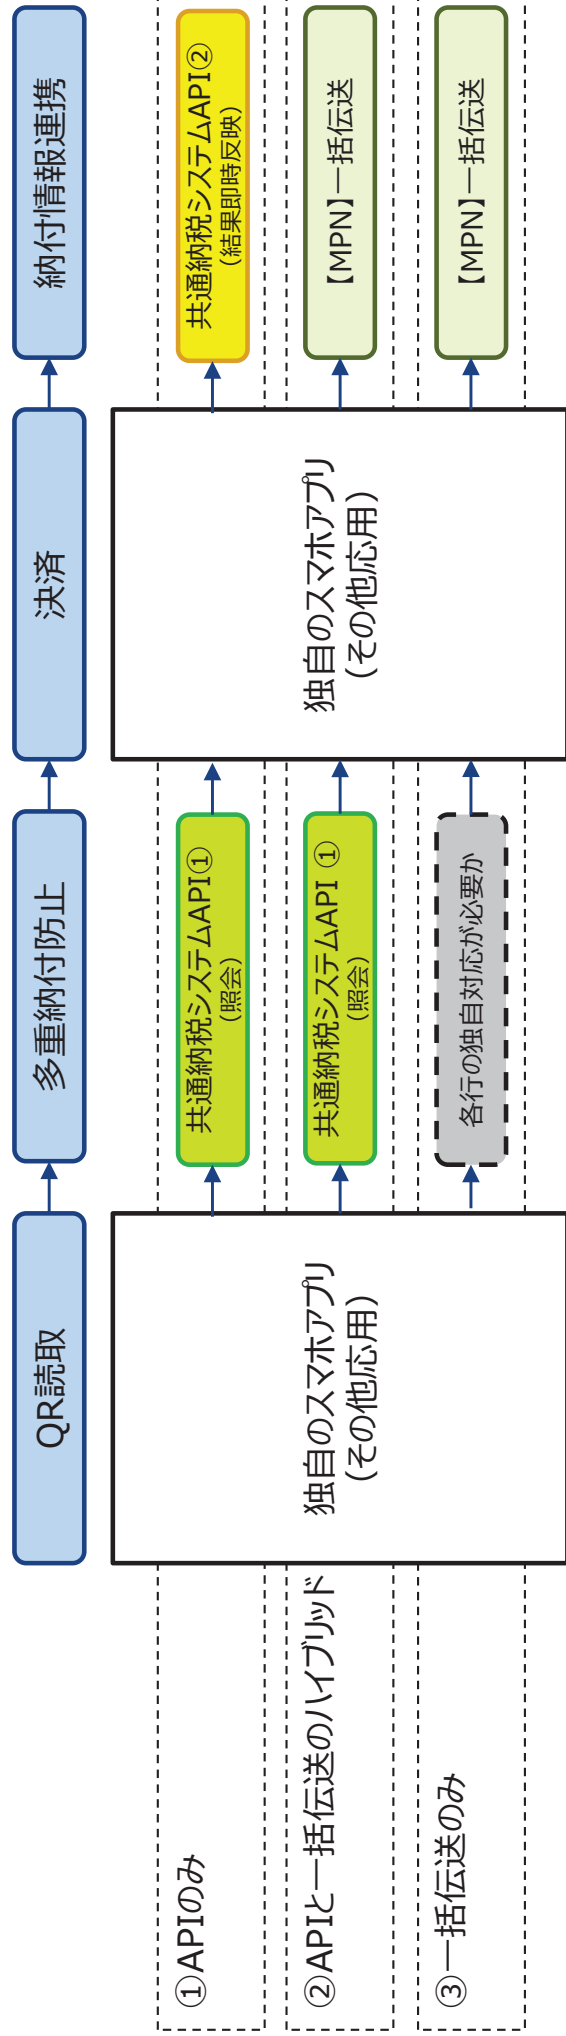 QR読取
多重納付防止
決済
納付情報連携
①APIのみ
独自のスマホアプリ
(その他応用)
共通納税システムAPI①
(照会)
独自のスマホアプリ
(その他応用)
共通納税システムAPI②
(結果即時反映)
②APIと一括伝送のハイブリッド
共通納税システムAPI ①
(照会)
【MPN】一括伝送
③一括伝送のみ
各行の独自対応が必要か
【MPN】一括伝送